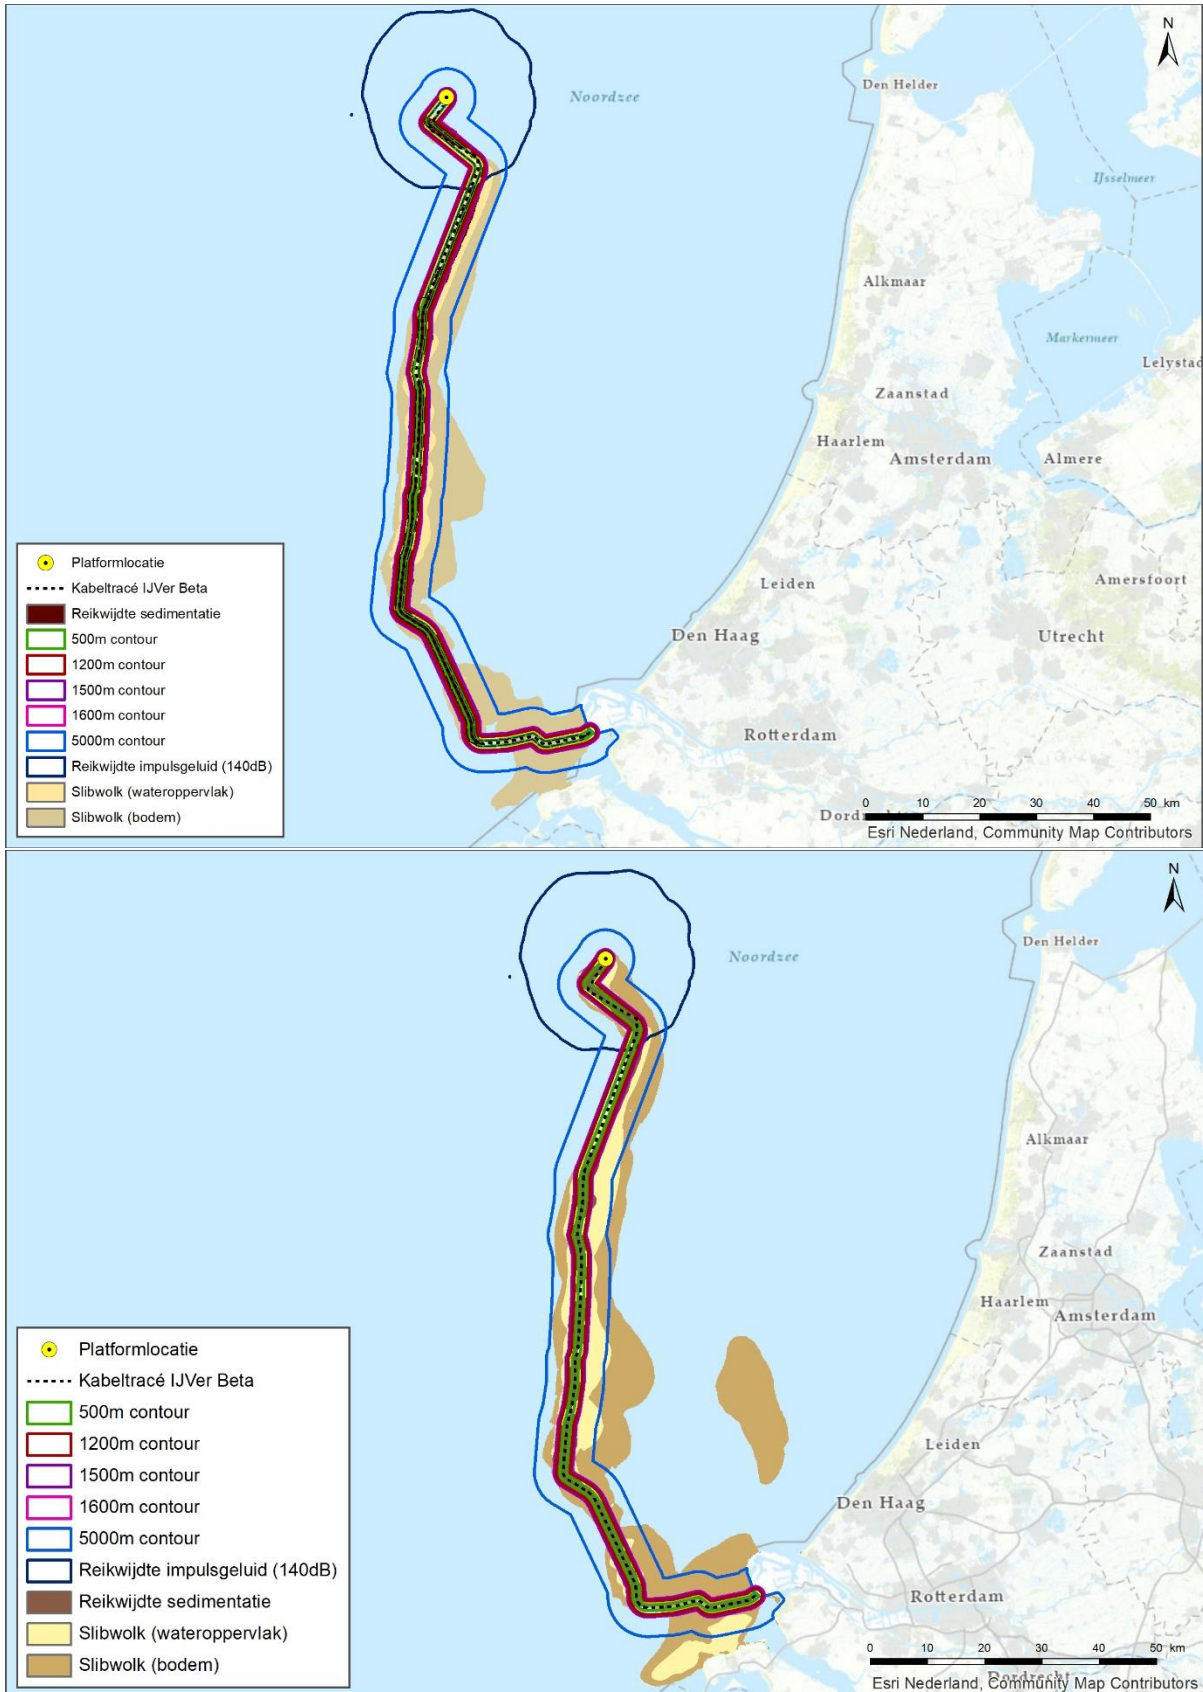 N
Noordzee
Den Helder
IJsselmeer
Alkmaar
Markermeer
Lelystad
Zaanstad
Haarlem
Amsterdam
Almere
Leiden
Amersfoort
Den Haag
Utrecht
Rotterdam
Platformlocatie
Kabeltracé IJVer Beta
Reikwijdte sedimentatie
500m contour
1200m contour
1500m contour
1600m contour
5000m contour
Reikwijdte impulsgeluid (140dB)
Slibwolk (wateroppervlak)
Slibwolk (bodem)
0 10 20 30 40 50 km
Esri Nederland, Community Map Contributors
N
Noordzee
Den Helder
Alkmaar
Zaanstad
Haarlem
Amsterdam
Leiden
Den Haag
Rotterdam
Platformlocatie
Kabeltracé IJVer Beta
500m contour
1200m contour
1500m contour
1600m contour
5000m contour
Reikwijdte impulsgeluid (140dB)
Reikwijdte sedimentatie
Slibwolk (wateroppervlak)
Slibwolk (bodem)
0 10 20 30 40 50 km
Dordrecht
Esri Nederland, Community Map Contributors